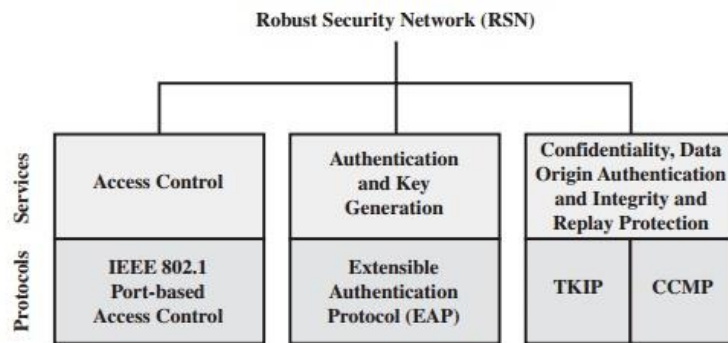 Robust Security Network (RSN)
Services
Access Control
Authentication
and Key
Generation
Confidentiality, Data
Origin Authentication
and Integrity and
Replay Protection
Protocols
IEEE 802.1
Port-based
Access Control
Extensible
Authentication
Protocol (EAP)
TKIP
CCMP